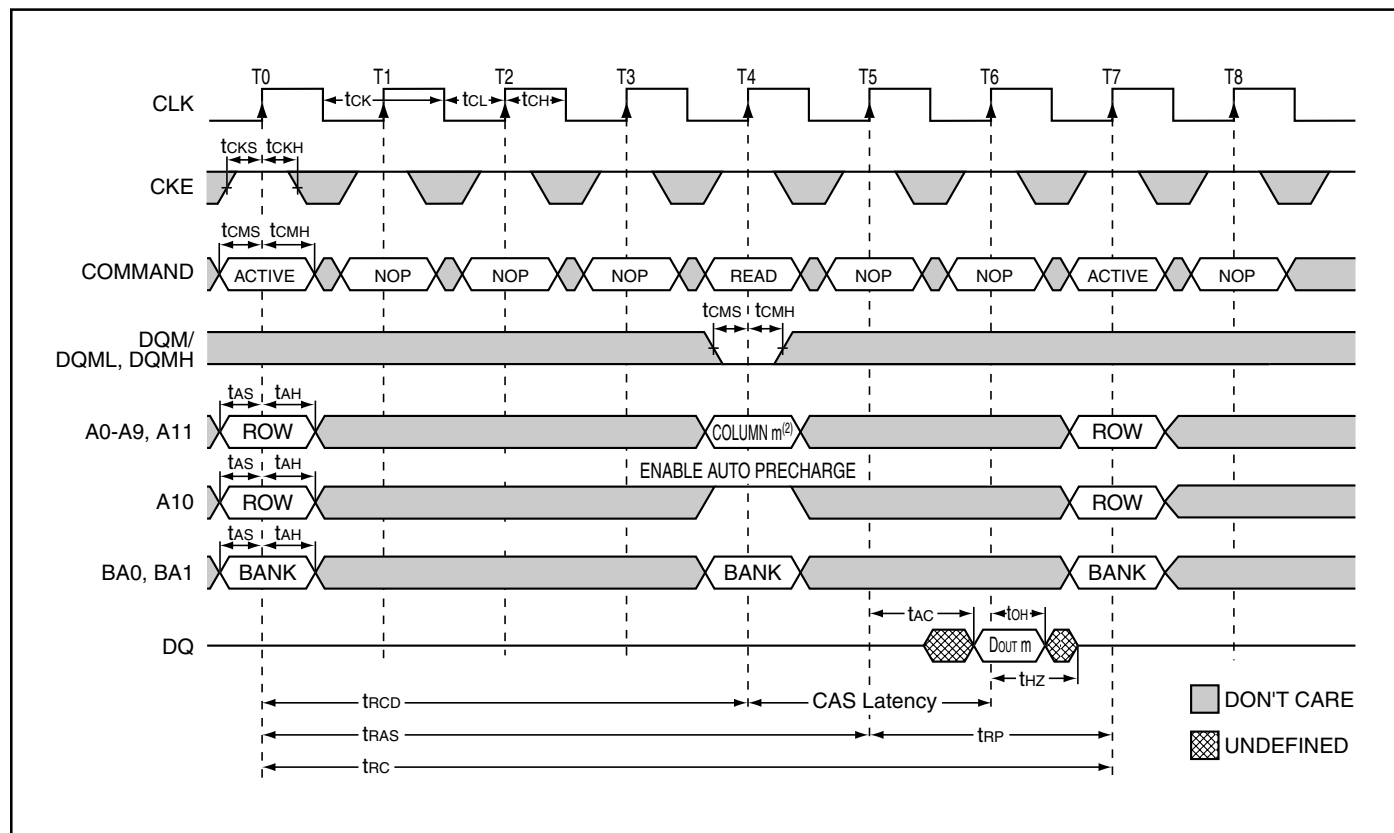 T0 T1 T2 T3 T4 T5 T6 T7 T8
CLK tCK tCL tCH
tCKS tCKH
CKE
tCMS tCMH
COMMAND ACTIVE NOP NOP NOP READ NOP NOP ACTIVE NOP
tCMS tCMH
DQM/
DQML, DQMH
tAS tAH
A0-A9, A11 ROW COLUMN m(2) ROW
tAS tAH ENABLE AUTO PRECHARGE
A10 ROW ROW
tAS tAH
BA0, BA1 BANK BANK BANK
tAC tOH
DQ DOUT m
tHZ
tRCD CAS Latency
DON'T CARE
tRAS tRP
UNDEFINED
tRC